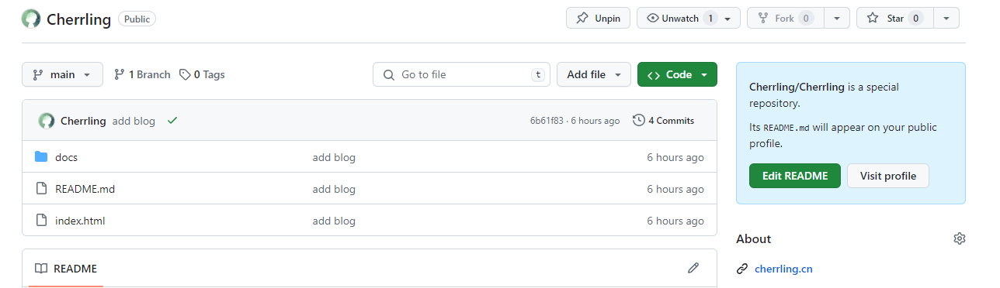 Cherrling Public Unpin Unwatch 1 Fork 0 Star 0
main 1 Branch 0 Tags Go to file t Add file Code
Cherrling add blog 6b61f83 · 6 hours ago 4 Commits
docs add blog 6 hours ago
README.md add blog 6 hours ago
index.html add blog 6 hours ago
README
Cherrling/Cherrling is a special
repository.
Its README.md will appear on your public
profile.
Edit README Visit profile
About
cherrling.cn